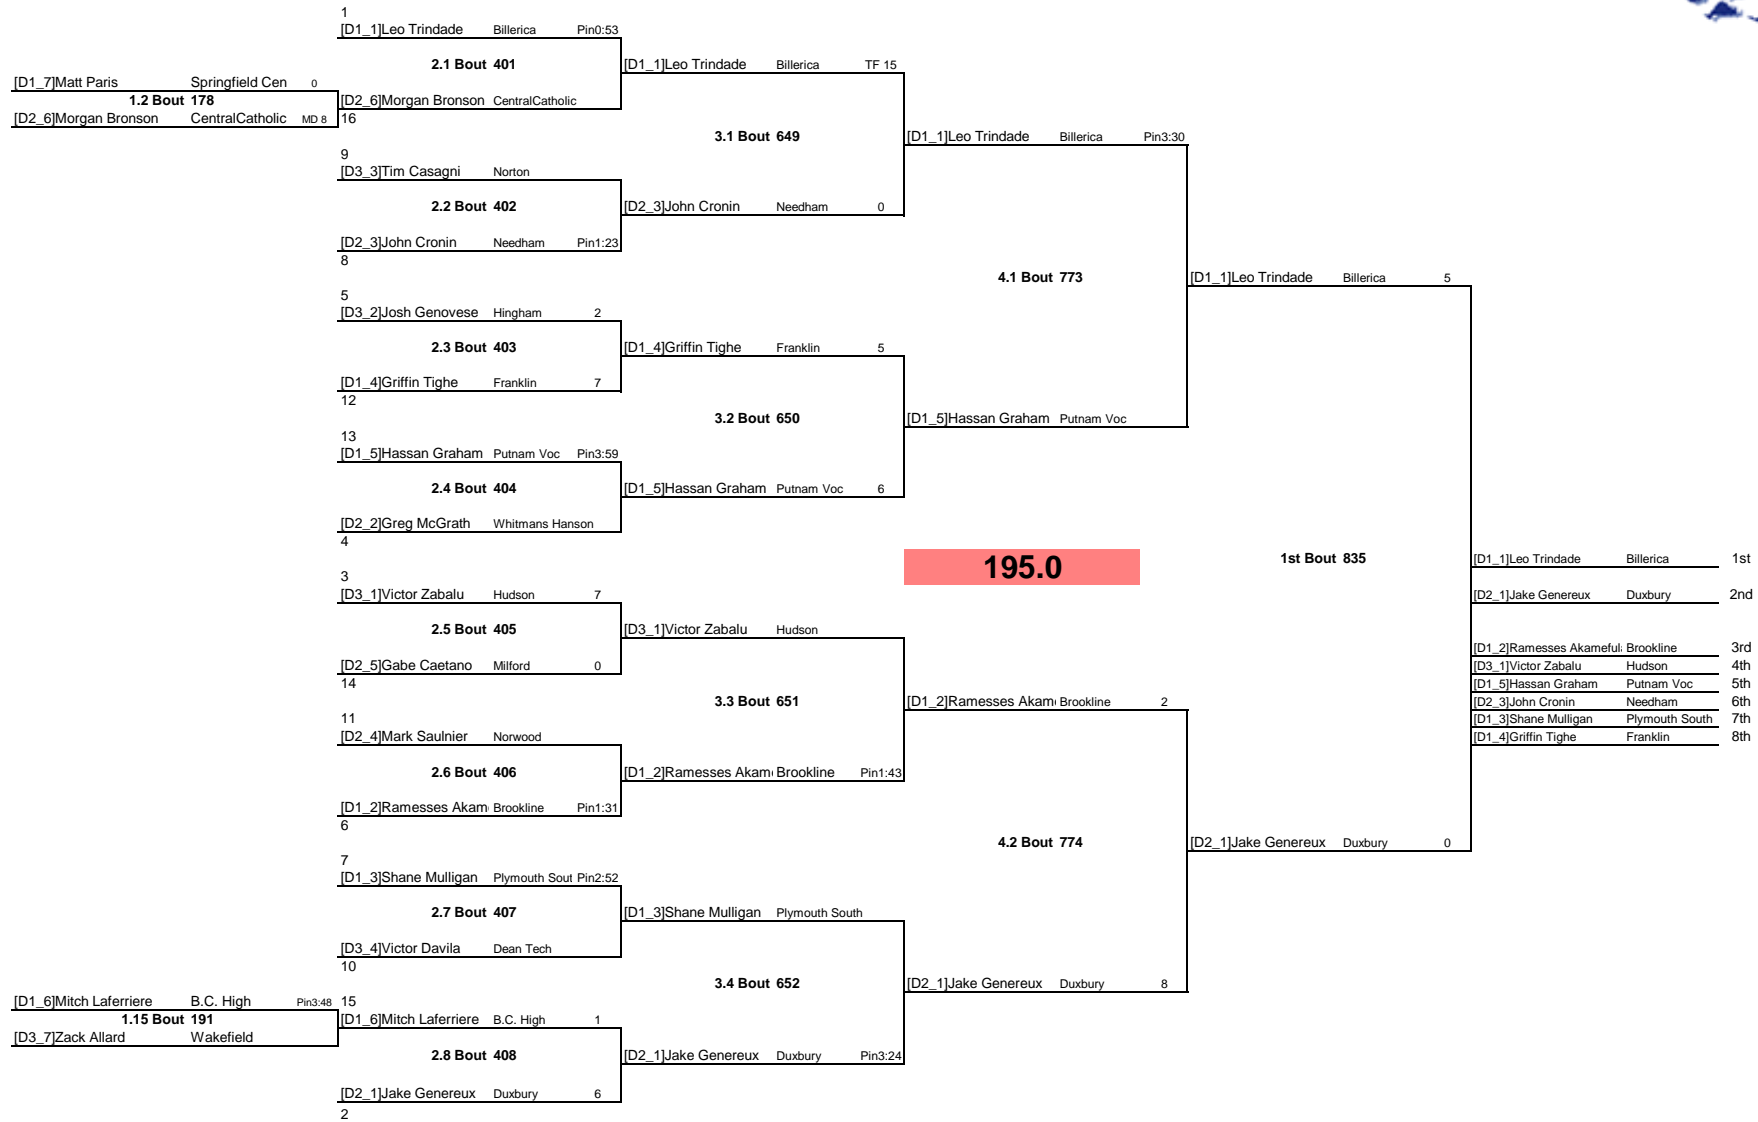 1
[D1_1]Leo Trindade Billerica Pin0:53
2.1 Bout 401
[D1_1]Leo Trindade Billerica TF 15
[D1_7]Matt Paris Springfield Cen 0
1.2 Bout 178
[D2_6]Morgan Bronson CentralCatholic
[D2_6]Morgan Bronson CentralCatholic MD 8
16
3.1 Bout 649
[D1_1]Leo Trindade Billerica Pin3:30
9
[D3_3]Tim Casagni Norton
2.2 Bout 402
[D2_3]John Cronin Needham 0
[D2_3]John Cronin Needham Pin1:23
8
4.1 Bout 773
[D1_1]Leo Trindade Billerica 5
5
[D3_2]Josh Genovese Hingham 2
2.3 Bout 403
[D1_4]Griffin Tighe Franklin 5
[D1_4]Griffin Tighe Franklin 7
12
3.2 Bout 650
[D1_5]Hassan Graham Putnam Voc
13
[D1_5]Hassan Graham Putnam Voc Pin3:59
2.4 Bout 404
[D1_5]Hassan Graham Putnam Voc 6
[D2_2]Greg McGrath Whitmans Hanson
4
195.0
1st Bout 835
[D1_1]Leo Trindade Billerica 1st
3
[D3_1]Victor Zabalu Hudson 7
[D2_1]Jake Genereux Duxbury 2nd
2.5 Bout 405
[D3_1]Victor Zabalu Hudson
[D1_2]Ramesses Akameful Brookline 3rd
[D2_5]Gabe Caetano Milford 0
[D3_1]Victor Zabalu Hudson 4th
14
[D1_5]Hassan Graham Putnam Voc 5th
3.3 Bout 651
[D1_2]Ramesses Akam Brookline 2
[D2_3]John Cronin Needham 6th
11
[D1_3]Shane Mulligan Plymouth South 7th
[D2_4]Mark Saulnier Norwood
[D1_4]Griffin Tighe Franklin 8th
2.6 Bout 406
[D1_2]Ramesses Akam Brookline Pin1:43
[D1_2]Ramesses Akam Brookline Pin1:31
6
4.2 Bout 774
[D2_1]Jake Genereux Duxbury 0
7
[D1_3]Shane Mulligan Plymouth Sout Pin2:52
2.7 Bout 407
[D1_3]Shane Mulligan Plymouth South
[D3_4]Victor Davila Dean Tech
10
3.4 Bout 652
[D2_1]Jake Genereux Duxbury 8
[D1_6]Mitch Laferriere B.C. High Pin3:48
15
1.15 Bout 191
[D1_6]Mitch Laferriere B.C. High 1
[D3_7]Zack Allard Wakefield
2.8 Bout 408
[D2_1]Jake Genereux Duxbury Pin3:24
[D2_1]Jake Genereux Duxbury 6
2